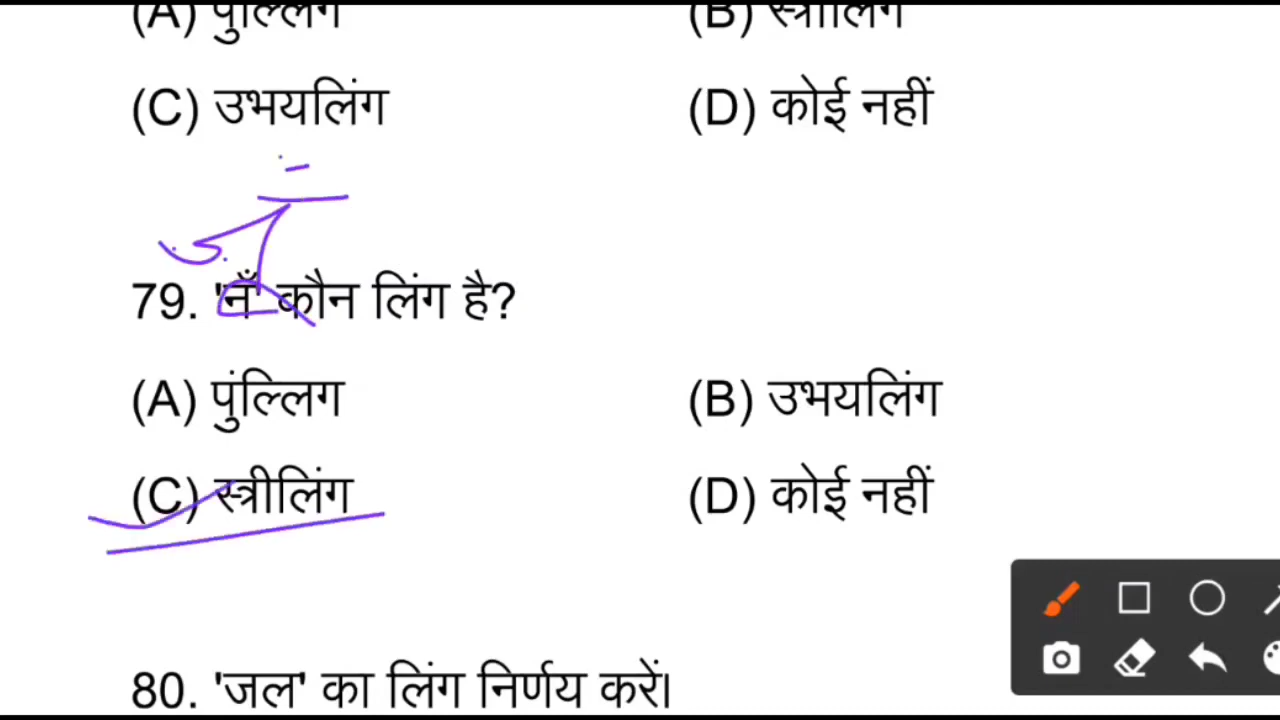 (A) पुंल्लिग (B) स्त्रीलिंग
(C) उभयलिंग (D) कोई नहीं
79. 'नँ' कौन लिंग है?
(A) पुंल्लिग (B) उभयलिंग
(C) स्त्रीलिंग (D) कोई नहीं
80. 'जल' का लिंग निर्णय करें।